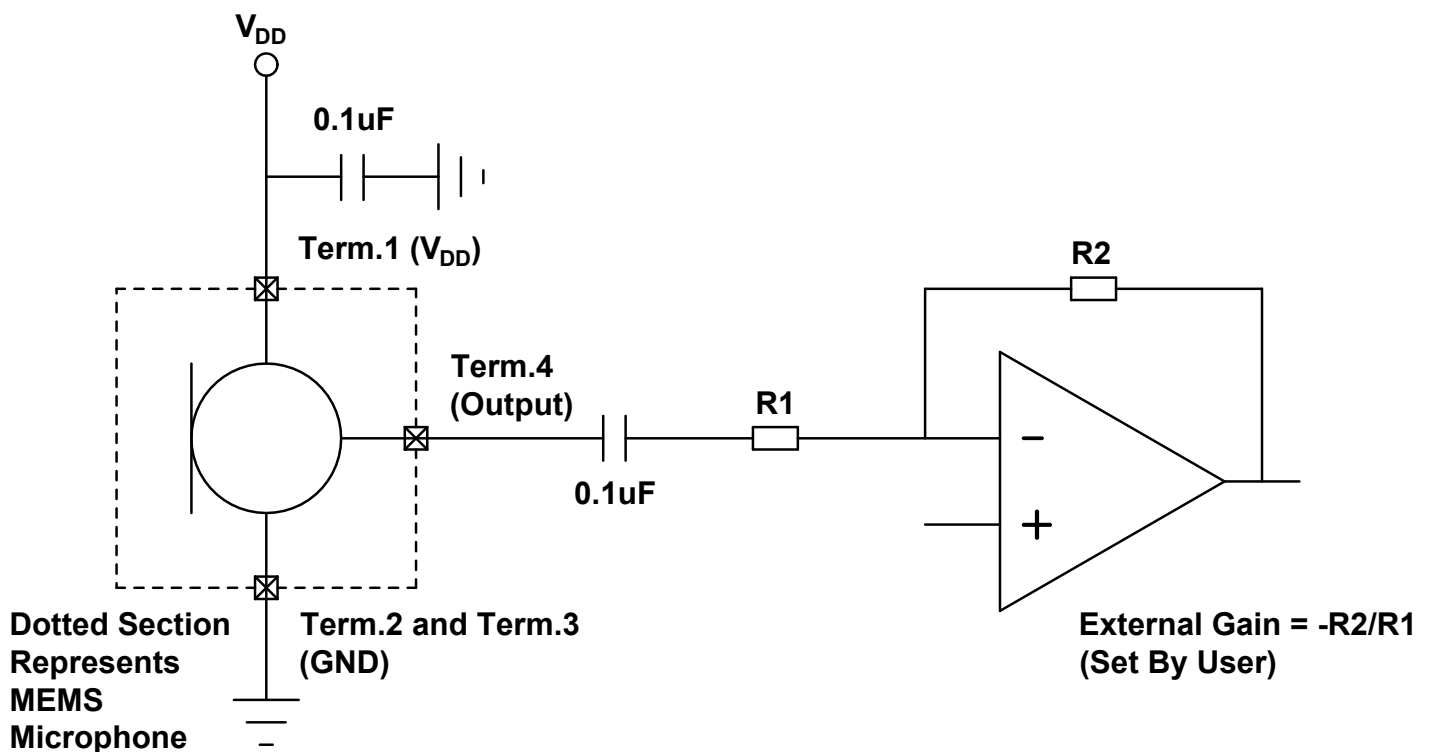 VDD
0.1uF
Term.1 (VDD)
R2
Term.4
(Output)
R1
0.1uF
−
+
Dotted Section
Represents
MEMS
Microphone
Term.2 and Term.3
(GND)
External Gain = -R2/R1
(Set By User)